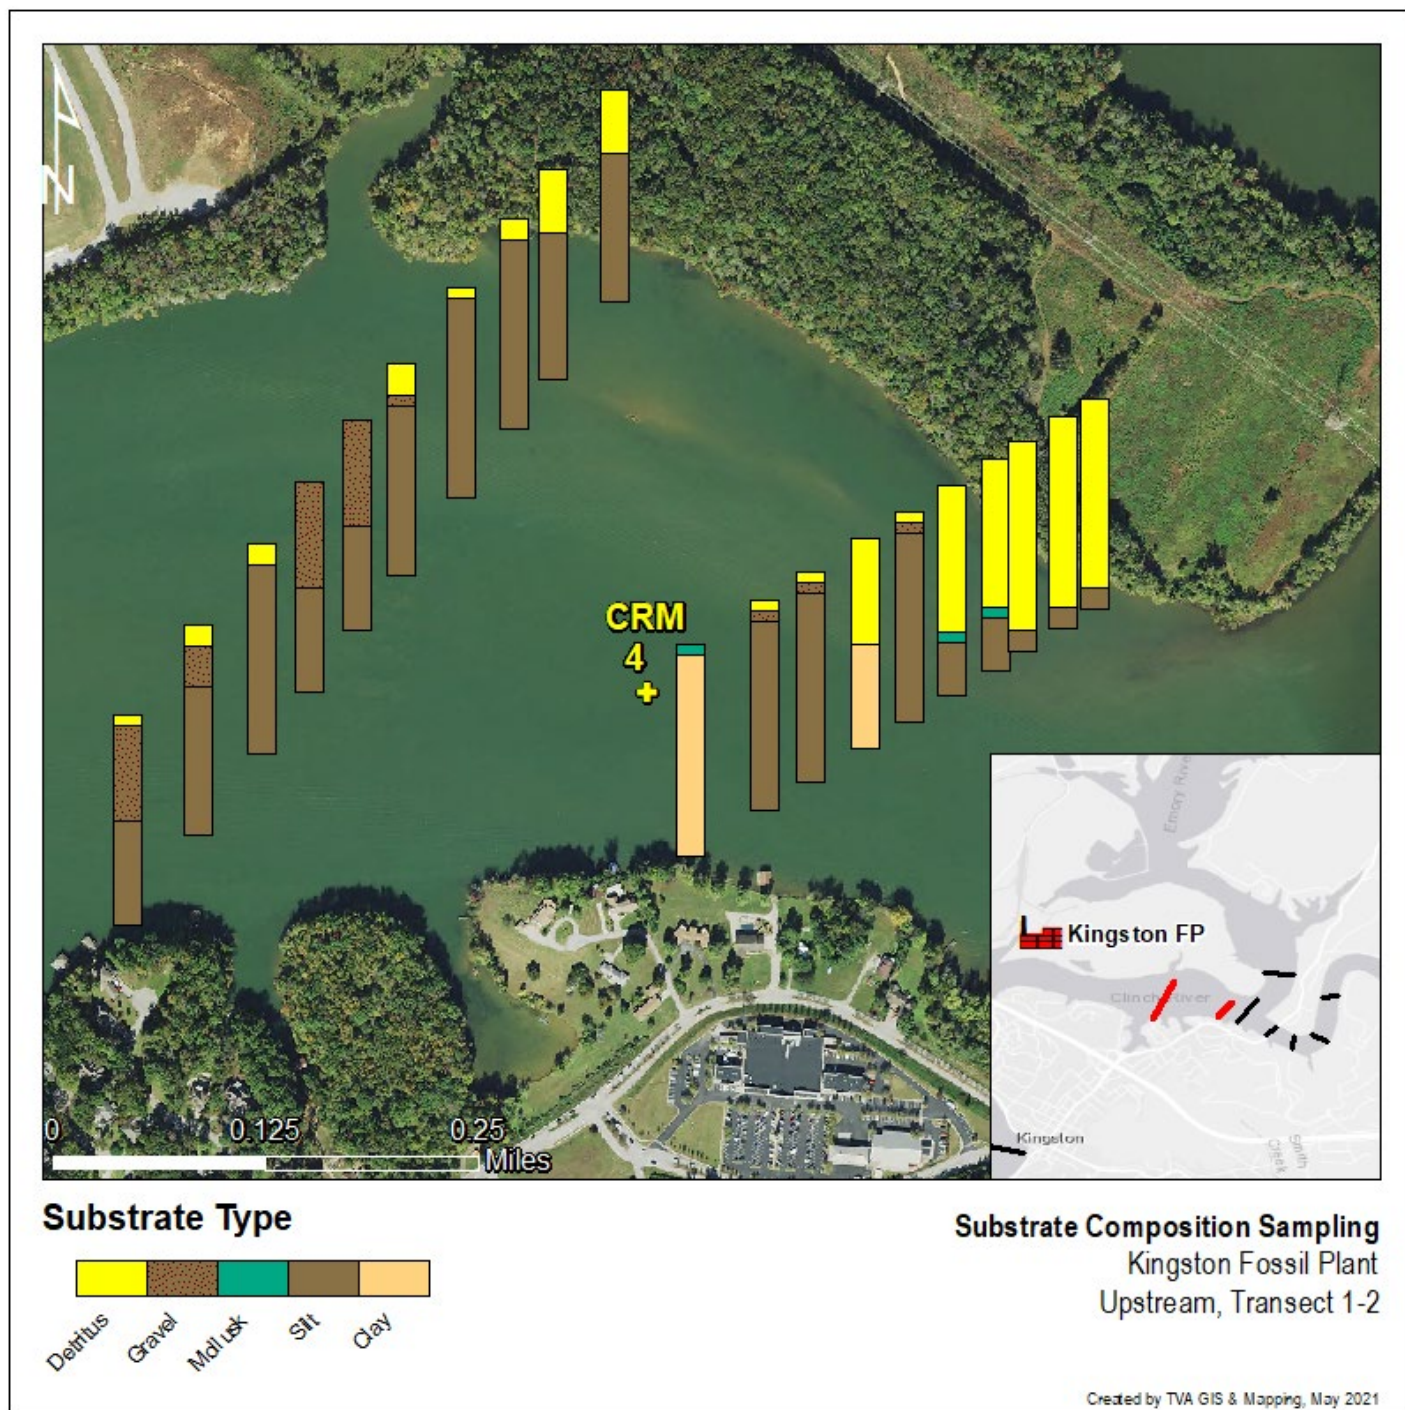 N
CRM
4
Emory River
Kingston FP
Clinch River
Kingston
Smith
Creek
0
0.125
0.25
Miles
Substrate Type
Detritus
Gravel
Mollusk
Silt
Clay
Substrate Composition Sampling
Kingston Fossil Plant
Upstream, Transect 1-2
Created by TVA GIS & Mapping, May 2021